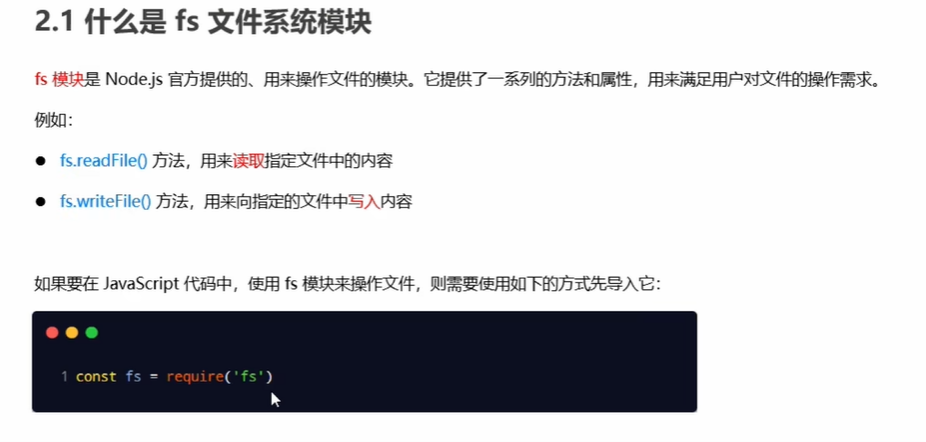 2.1 什么是 fs 文件系统模块
fs 模块是 Node.js 官方提供的、用来操作文件的模块。它提供了一系列的方法和属性，用来满足用户对文件的操作需求。
例如：
● fs.readFile() 方法，用来读取指定文件中的内容
● fs.writeFile() 方法，用来向指定的文件中写入内容
如果要在 JavaScript 代码中，使用 fs 模块来操作文件，则需要使用如下的方式先导入它：
1 const fs = require('fs')